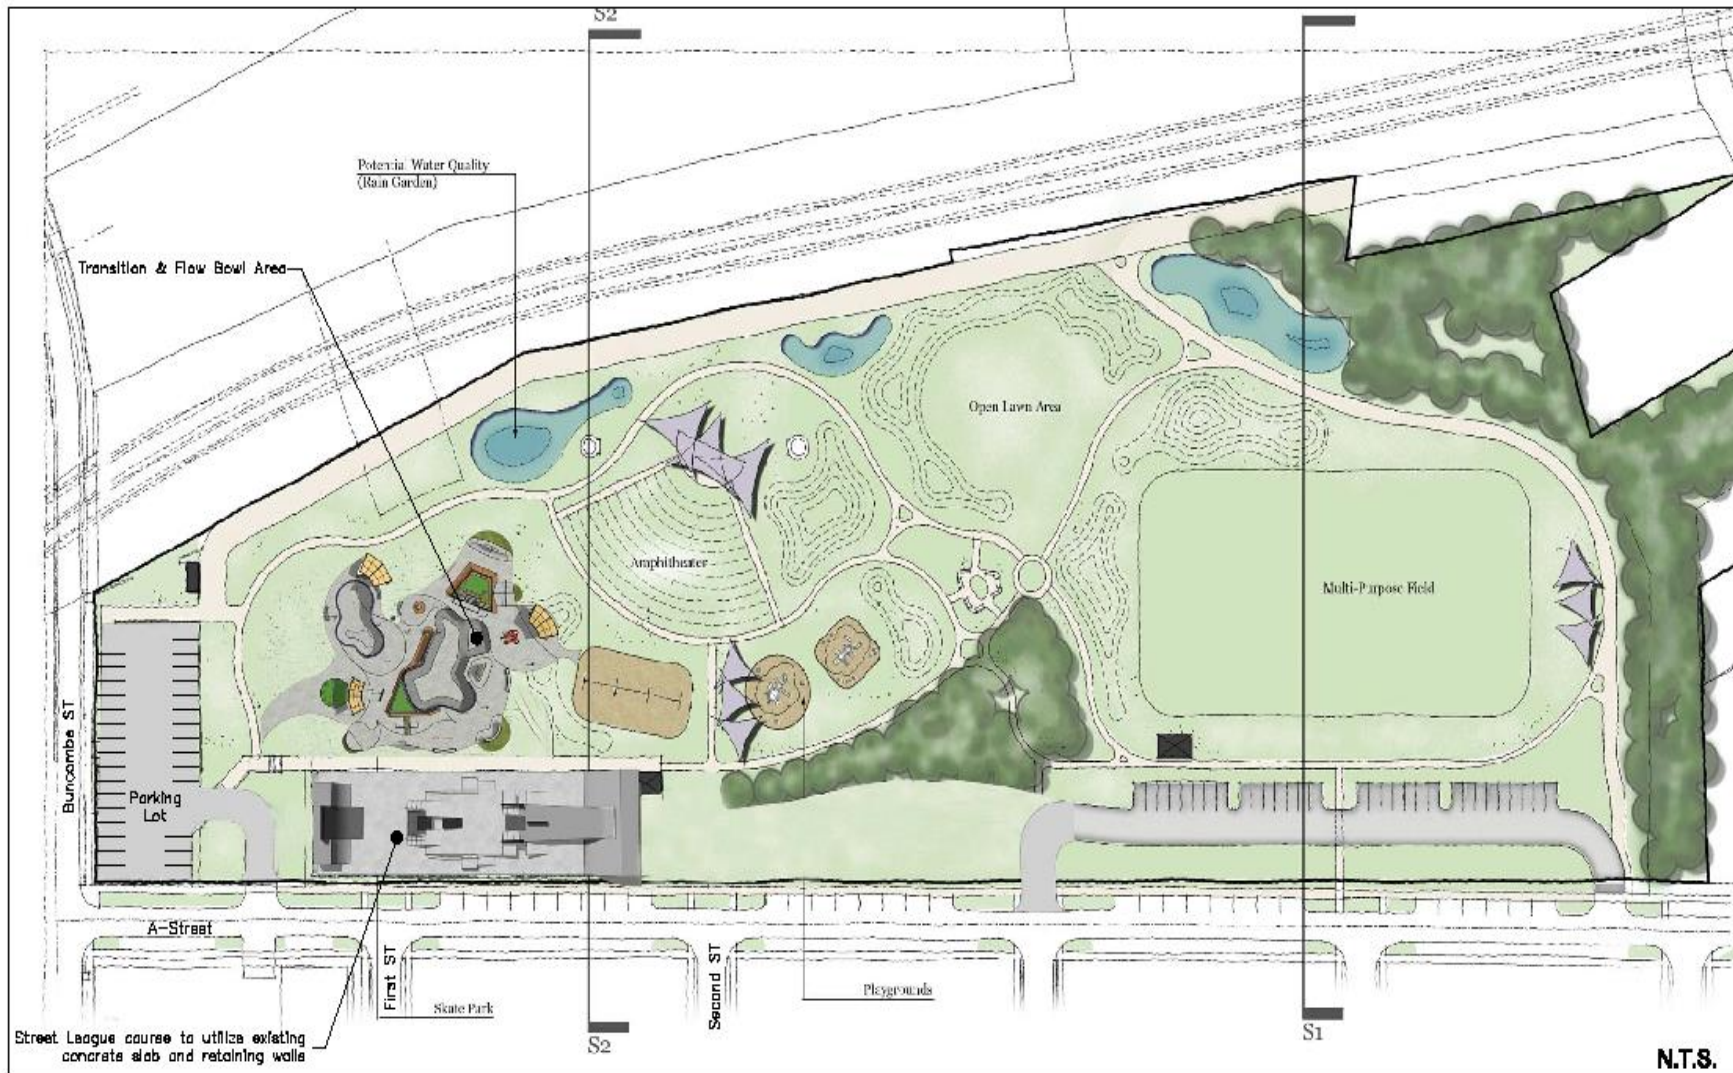 S2
Potential Water Quality
(Rain Garden)
Transition & Flow Bowl Area
Open Lawn Area
Amphitheater
Multi-Purpose Field
Buncombe ST
Parking
Lot
A-Street
First ST
Second ST
Skate Park
Playgrounds
Street League course to utilize existing
concrete slab and retaining walls
S2
S1
N.T.S.